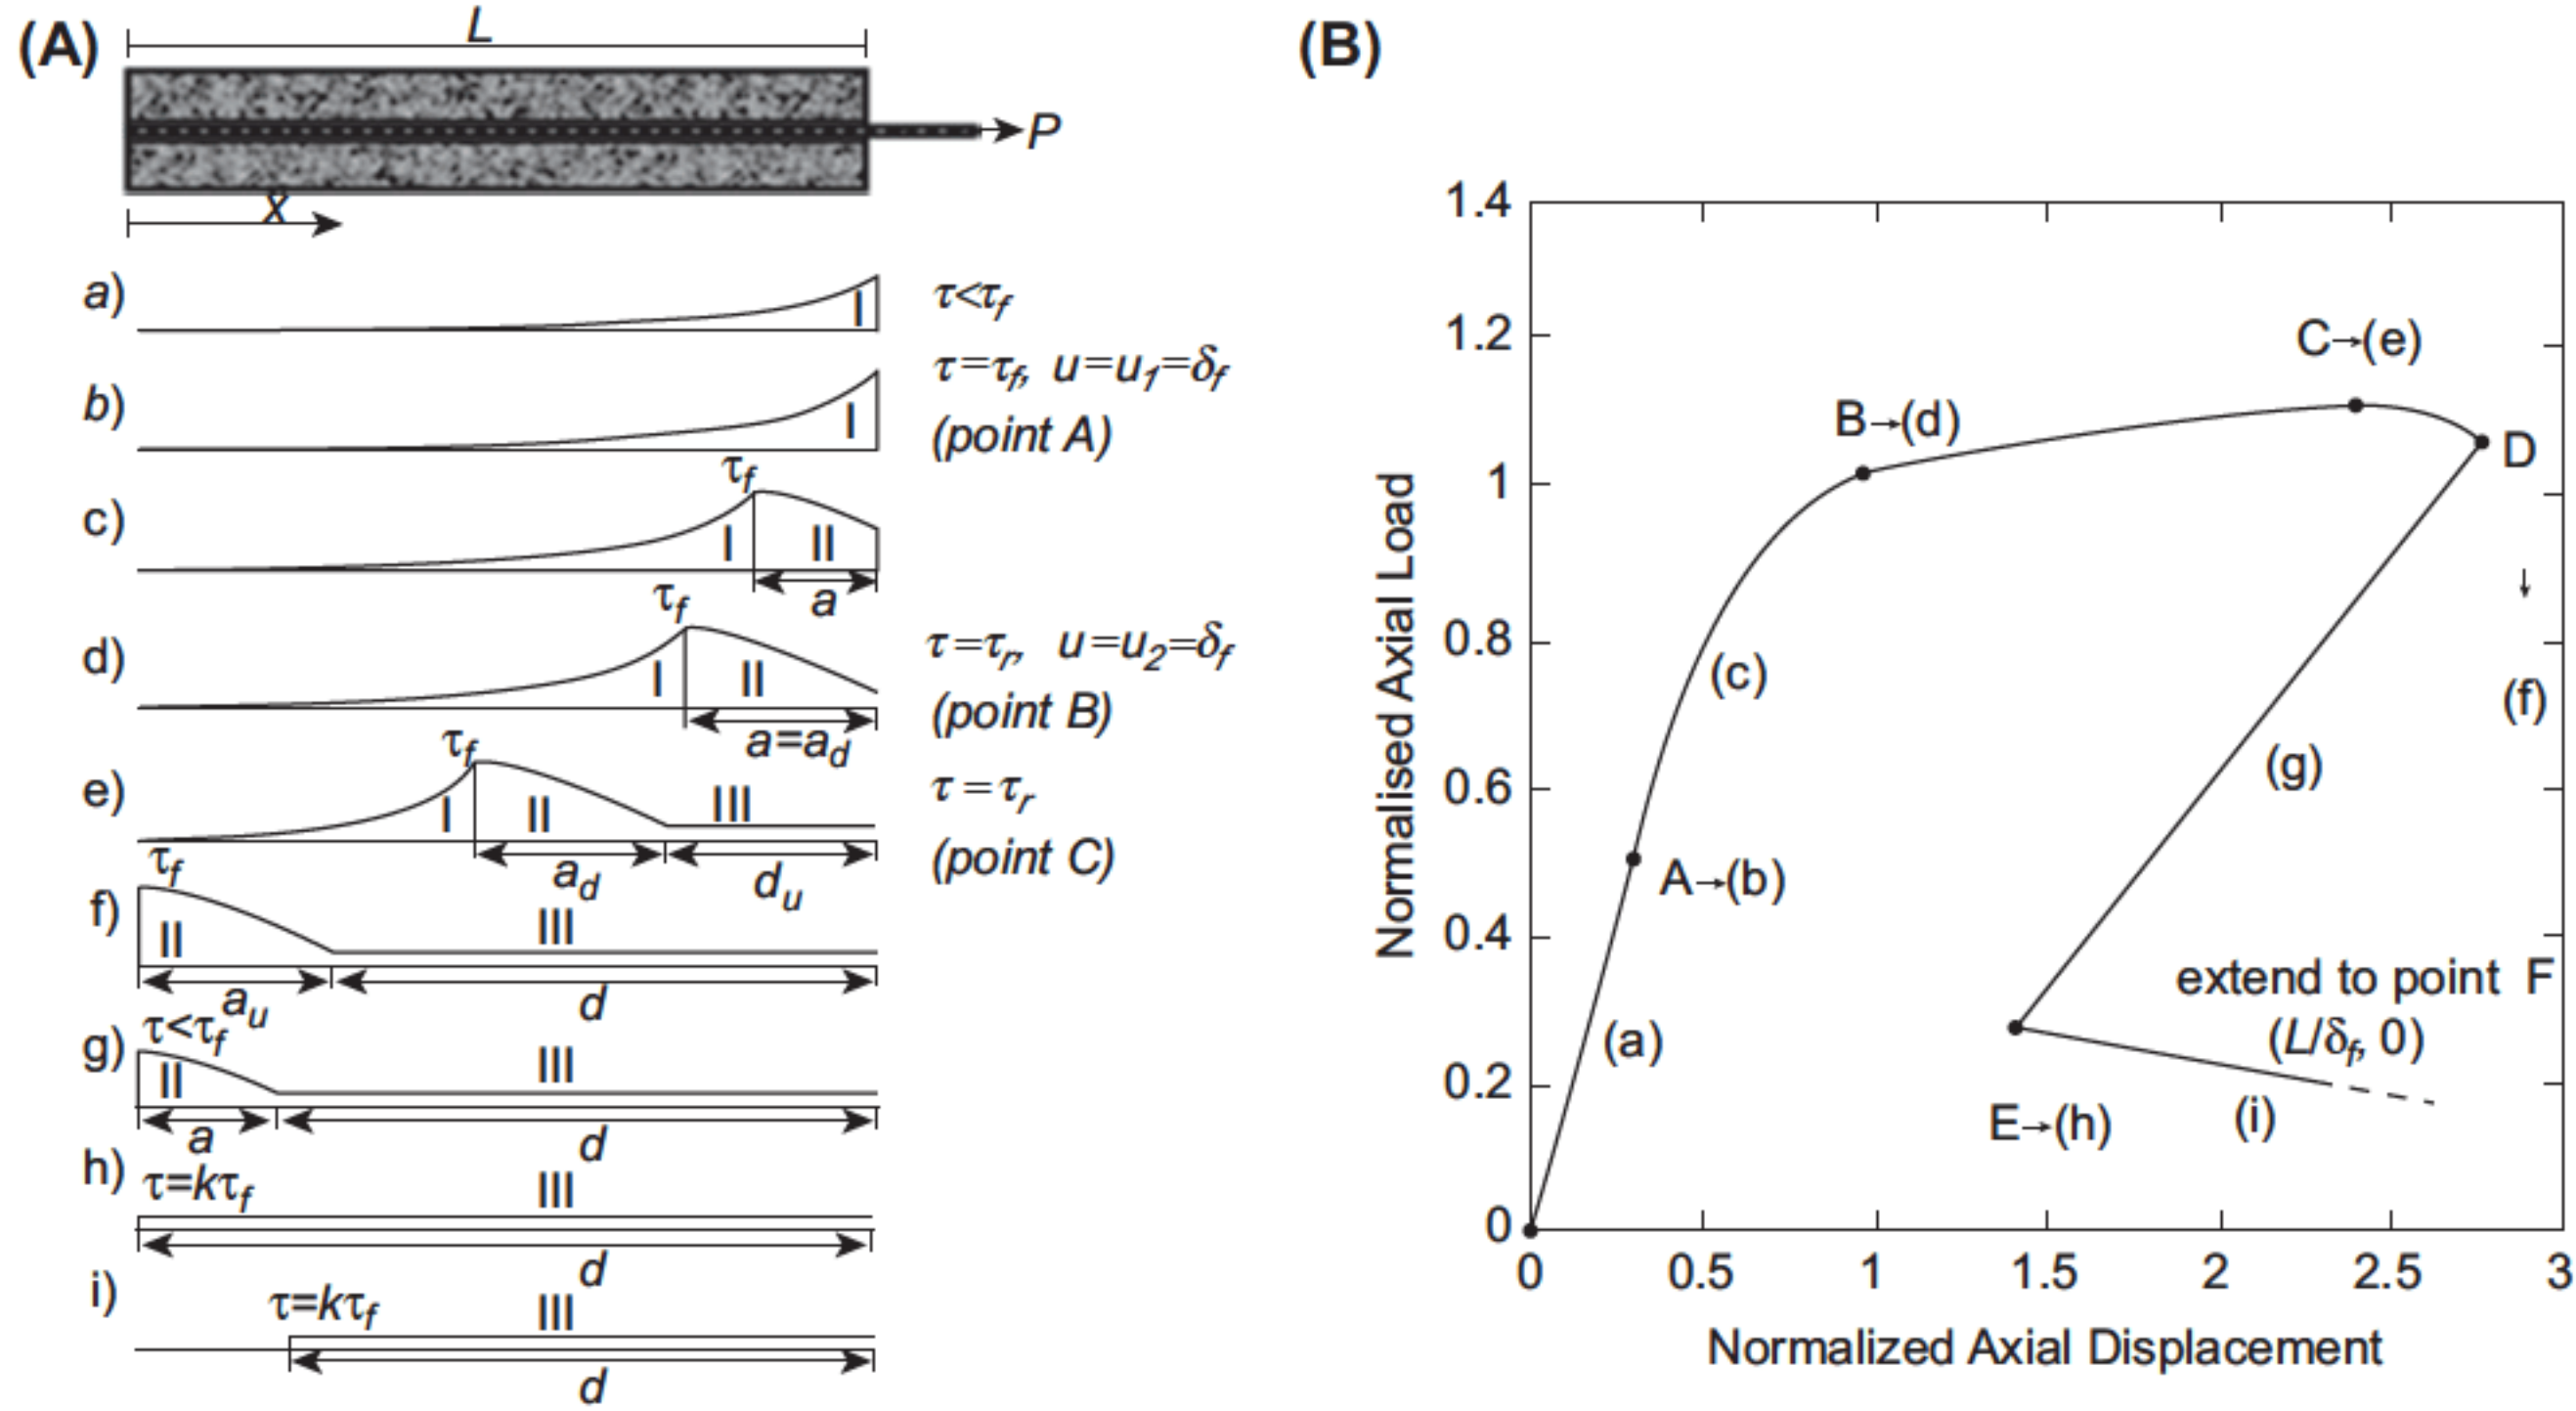 (A)
L
P
x
a)
I
τ<τf
b)
I
τ=τf, u=u1=δf
(point A)
c)
τf
I
II
a
d)
τf
I
II
a=ad
τ=τr, u=u2=δf
(point B)
e)
τf
I
II
III
ad
du
τ=τr
(point C)
f)
τf
II
III
au
d
g)
τ<τf
II
III
a
d
h)
τ=kτf
III
d
i)
τ=kτf
III
d
(B)
Normalised Axial Load
1.4
1.2
1
0.8
0.6
0.4
0.2
0
C→(e)
B→(d)
D
(c)
(f)
(g)
A→(b)
(a)
extend to point F
(L/δf, 0)
E→(h)
(i)
0 0.5 1 1.5 2 2.5 3
Normalized Axial Displacement